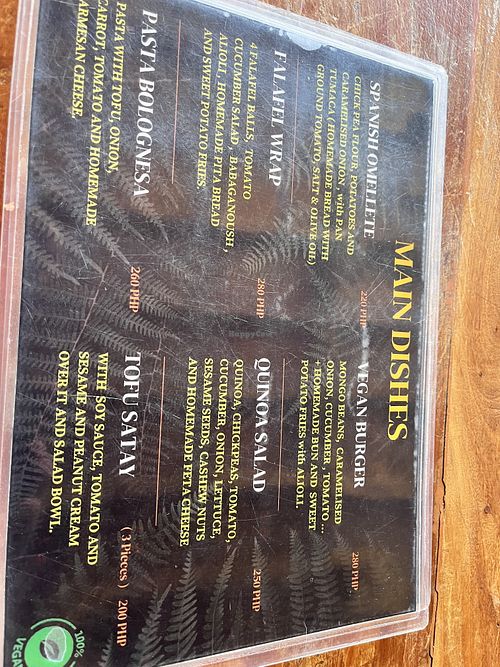 MAIN DISHES
SPANISH OMELLETE
CHICK PEA FLOUR, POTATOES AND
CARAMELISED ONION, with PAN
TUMACA (HOMEMADE BREAD WITH
GROUND TOMATO, SALT & OLIVE OIL)
220 PHP
FALAFEL WRAP
4 FALAFEL BALLS, TOMATO
CUCUMBER SALAD, BABAGANOUSH,
ALIOLI, HOMEMADE PITA BREAD
AND SWEET POTATO FRIES.
280 PHP
PASTA BOLOGNESA
PASTA WITH TOFU, ONION,
CARROT, TOMATO AND HOMEMADE
PARMESAN CHEESE.
260 PHP
VEGAN BURGER
MONGO BEANS, CARAMELISED
ONION, CUCUMBER, TOMATO...
+ HOMEMADE BUN AND SWEET
POTATO FRIES with ALIOLI.
280 PHP
QUINOA SALAD
QUINOA, CHICKPEAS, TOMATO,
CUCUMBER, ONION, LETTUCE,
SESAME SEEDS, CASHEW NUTS
AND HOMEMADE FETA CHEESE
250 PHP
TOFU SATAY
WITH SOY SAUCE, TOMATO AND
SESAME AND PEANUT CREAM
OVER IT AND SALAD BOWL.
( 3 Pieces ) 200 PHP
100%
VEGAN
HappyCow